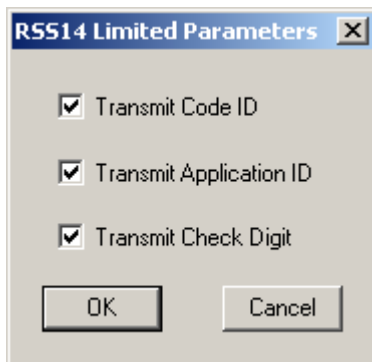 RSS14 Limited Parameters
Transmit Code ID
Transmit Application ID
Transmit Check Digit
OK Cancel